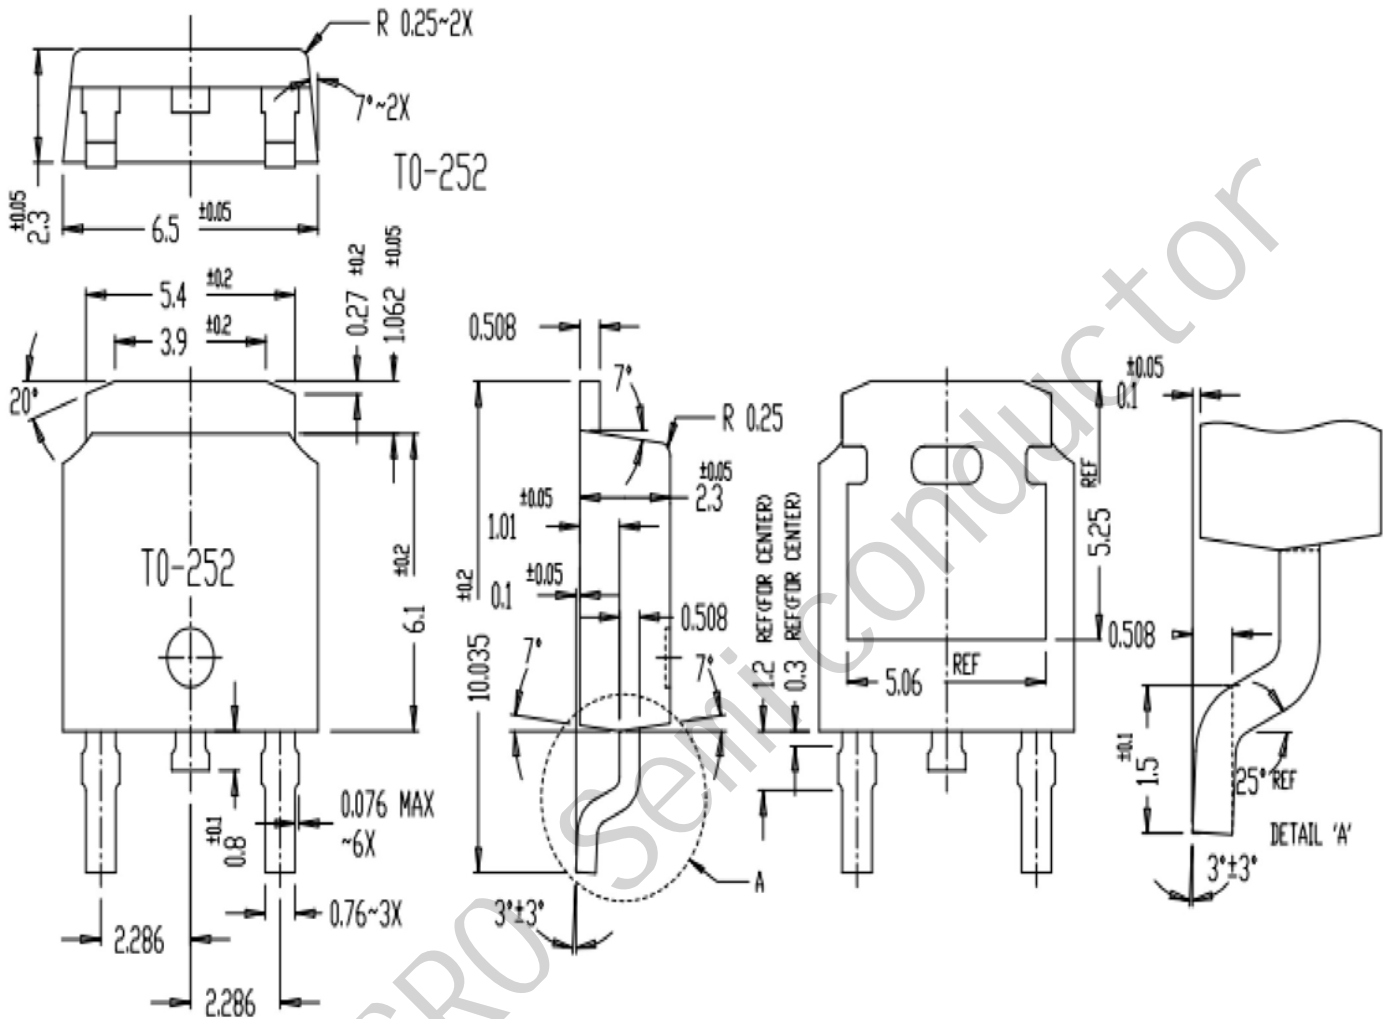 R 0.25~2X
7°~2X
TO-252
2.3 ±0.05
6.5 ±0.05
5.4 ±0.2
3.9 ±0.2
0.27 ±0.2
1.062 ±0.05
20°
TO-252
6.1 ±0.2
0.8 ±0.1
0.076 MAX
~6X
0.76~3X
2.286
2.286
0.508
7°
R 0.25
2.3 ±0.05
1.01 ±0.05
0.1 ±0.05
10.035 ±0.2
0.508
7°
7°
A
3°±3°
1.2 REF(FOR CENTER)
0.3 REF(FOR CENTER)
5.25 REF
5.06 REF
0.1 ±0.05
0.508
1.5 ±0.1
25° REF
DETAIL 'A'
3°±3°
CRO Semi conductor